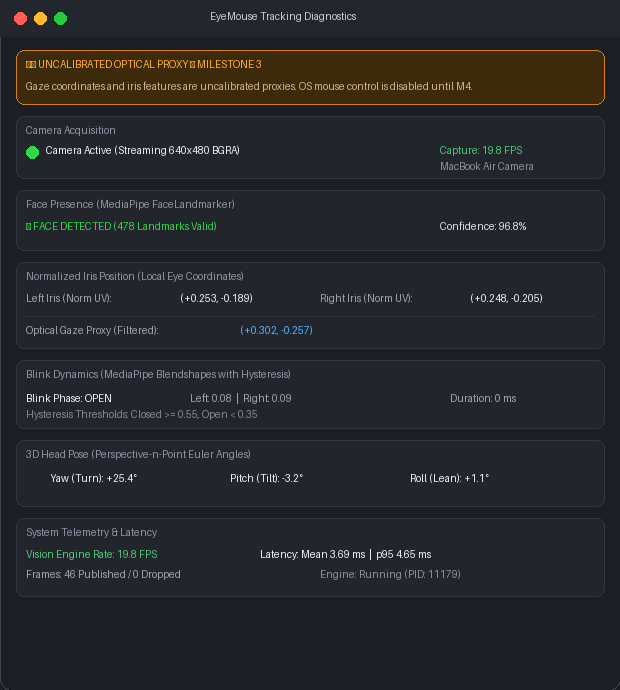 EyeMouse Tracking Diagnostics
UNCALIBRATED OPTICAL PROXY MILESTONE 3
Gaze coordinates and iris features are uncalibrated proxies. OS mouse control is disabled until M4.
Camera Acquisition
Camera Active (Streaming 640x480 BGRA) Capture: 19.8 FPS
MacBook Air Camera
Face Presence (MediaPipe FaceLandmarker)
FACE DETECTED (478 Landmarks Valid) Confidence: 96.8%
Normalized Iris Position (Local Eye Coordinates)
Left Iris (Norm UV): (+0.253, -0.189) Right Iris (Norm UV): (+0.248, -0.205)
Optical Gaze Proxy (Filtered): (+0.302, -0.257)
Blink Dynamics (MediaPipe Blendshapes with Hysteresis)
Blink Phase: OPEN Left 0.08 | Right 0.09 Duration: 0 ms
Hysteresis Thresholds: Closed >= 0.55, Open < 0.35
3D Head Pose (Perspective-n-Point Euler Angles)
Yaw (Turn): +25.4° Pitch (Tilt): -3.2° Roll (Lean): +1.1°
System Telemetry & Latency
Vision Engine Rate: 19.8 FPS Latency: Mean 3.69 ms | p95 4.65 ms
Frames: 46 Published / 0 Dropped Engine: Running (PID: 11179)